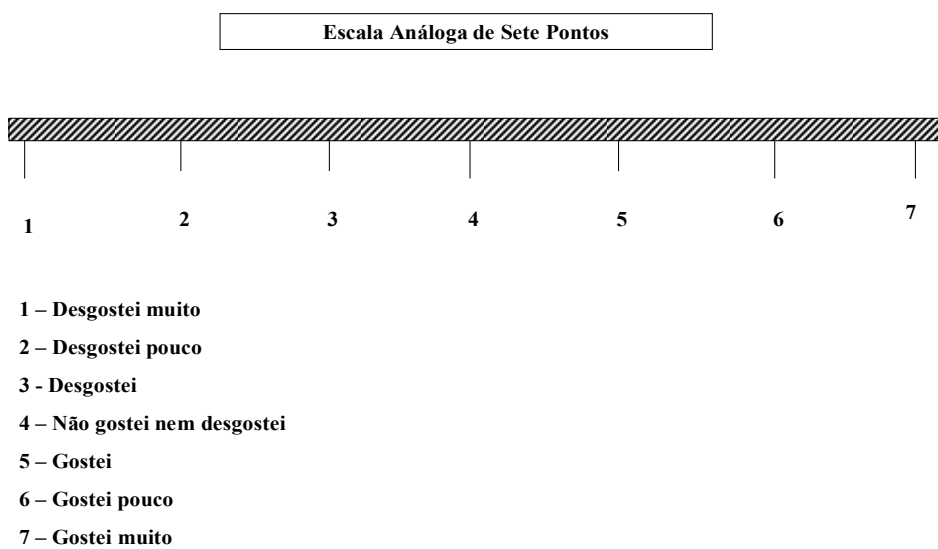 Escala Análoga de Sete Pontos
1 2 3 4 5 6 7
1 – Desgostei muito
2 – Desgostei pouco
3 - Desgostei
4 – Não gostei nem desgostei
5 – Gostei
6 – Gostei pouco
7 – Gostei muito